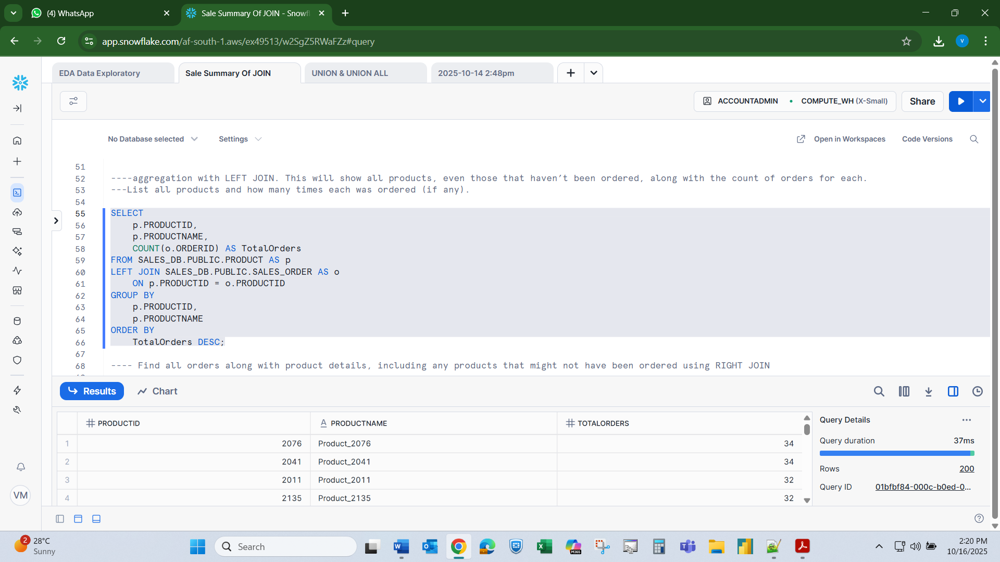 (4) WhatsApp
Sale Summary Of JOIN - Snowfl
app.snowflake.com/af-south-1.aws/ex49513/w2SgZ5RWaFZz#query
V
EDA Data Exploratory
Sale Summary Of JOIN
UNION & UNION ALL
2025-10-14 2:48pm
ACCOUNTADMIN
COMPUTE_WH (X-Small)
Share
No Database selected
Settings
Open in Workspaces
Code Versions
51
52 ----aggregation with LEFT JOIN. This will show all products, even those that haven’t been ordered, along with the count of orders for each.
53 ---List all products and how many times each was ordered (if any).
54
55 SELECT
56 p.PRODUCTID,
57 p.PRODUCTNAME,
58 COUNT(o.ORDERID) AS TotalOrders
59 FROM SALES_DB.PUBLIC.PRODUCT AS p
60 LEFT JOIN SALES_DB.PUBLIC.SALES_ORDER AS o
61 ON p.PRODUCTID = o.PRODUCTID
62 GROUP BY
63 p.PRODUCTID,
64 p.PRODUCTNAME
65 ORDER BY
66 TotalOrders DESC;
67
68 ---- Find all orders along with product details, including any products that might not have been ordered using RIGHT JOIN
Results
Chart
PRODUCTID PRODUCTNAME TOTALORDERS
1 2076 Product_2076 34
2 2041 Product_2041 34
3 2011 Product_2011 32
4 2135 Product_2135 32
Query Details
Query duration 37ms
Rows 200
Query ID 01bfbf84-000c-b0ed-0...
VM
2
28°C
Sunny
Search
M365
2:20 PM
10/16/2025